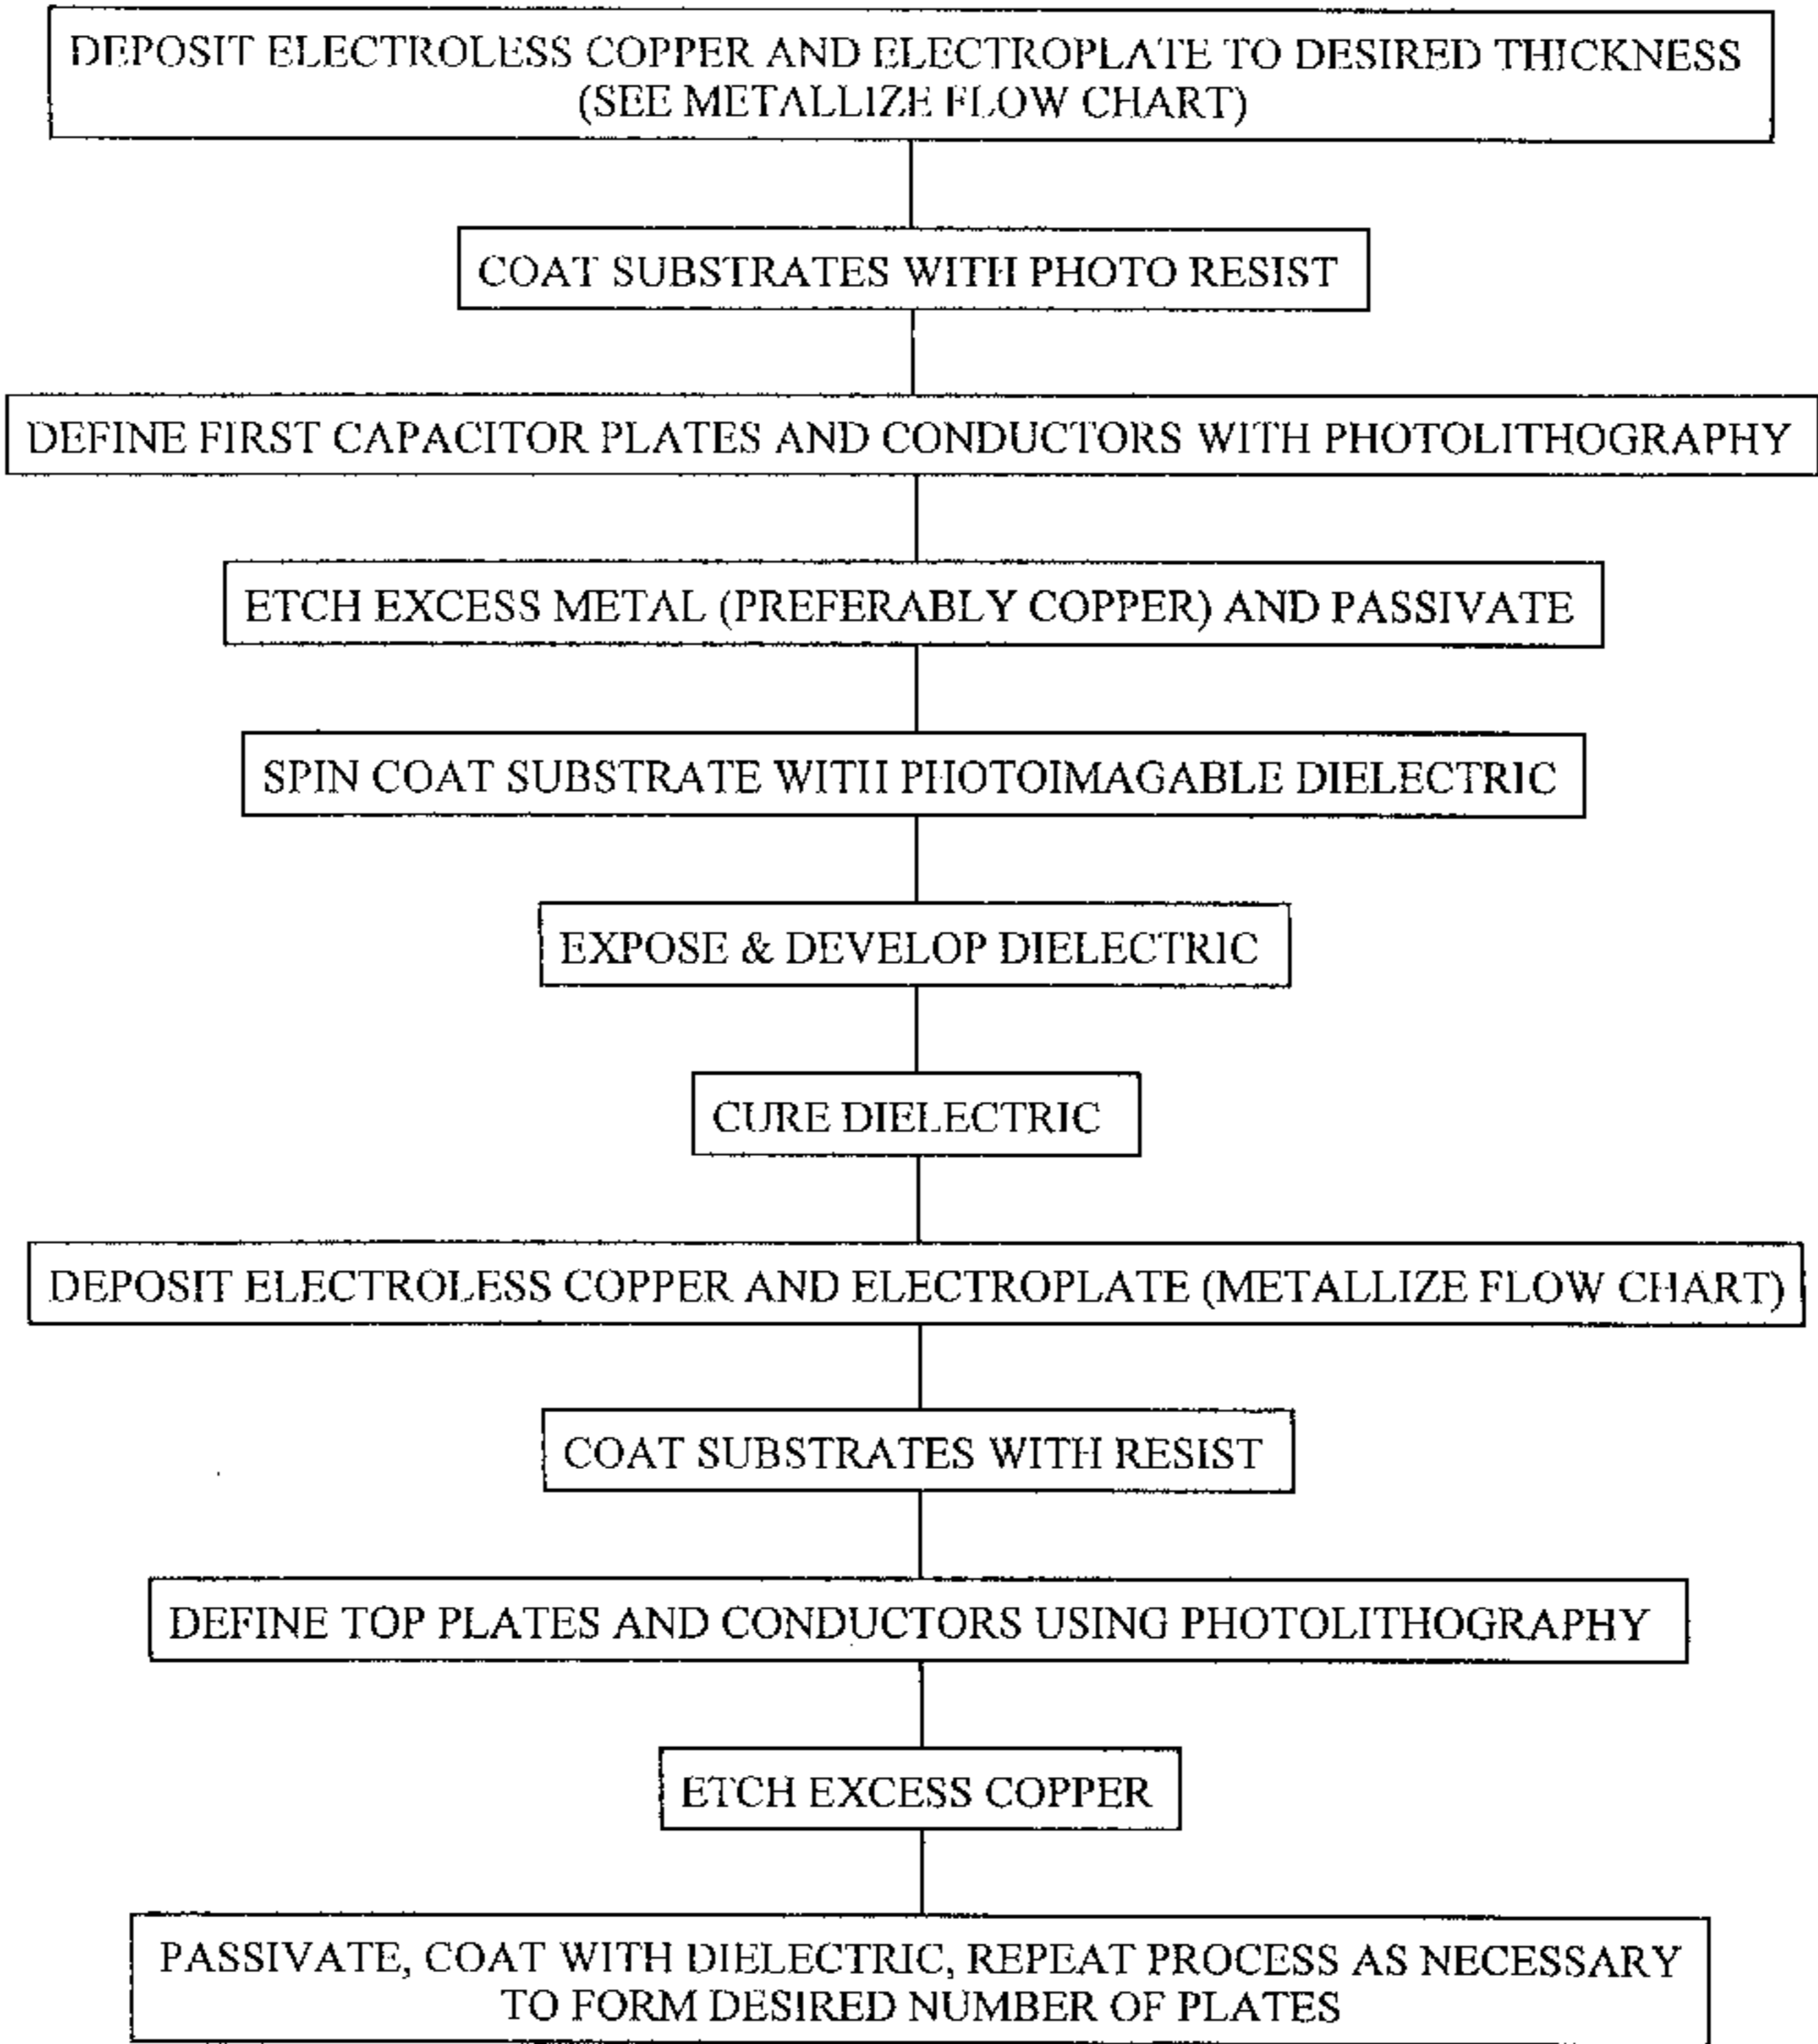 DEPOSIT ELECTROLESS COPPER AND ELECTROPLATE TO DESIRED THICKNESS
(SEE METALLIZE FLOW CHART)
COAT SUBSTRATES WITH PHOTO RESIST
DEFINE FIRST CAPACITOR PLATES AND CONDUCTORS WITH PHOTOLITHOGRAPHY
ETCH EXCESS METAL (PREFERABLY COPPER) AND PASSIVATE
SPIN COAT SUBSTRATE WITH PHOTOIMAGABLE DIELECTRIC
EXPOSE & DEVELOP DIELECTRIC
CURE DIELECTRIC
DEPOSIT ELECTROLESS COPPER AND ELECTROPLATE (METALLIZE FLOW CHART)
COAT SUBSTRATES WITH RESIST
DEFINE TOP PLATES AND CONDUCTORS USING PHOTOLITHOGRAPHY
ETCH EXCESS COPPER
PASSIVATE, COAT WITH DIELECTRIC, REPEAT PROCESS AS NECESSARY
TO FORM DESIRED NUMBER OF PLATES